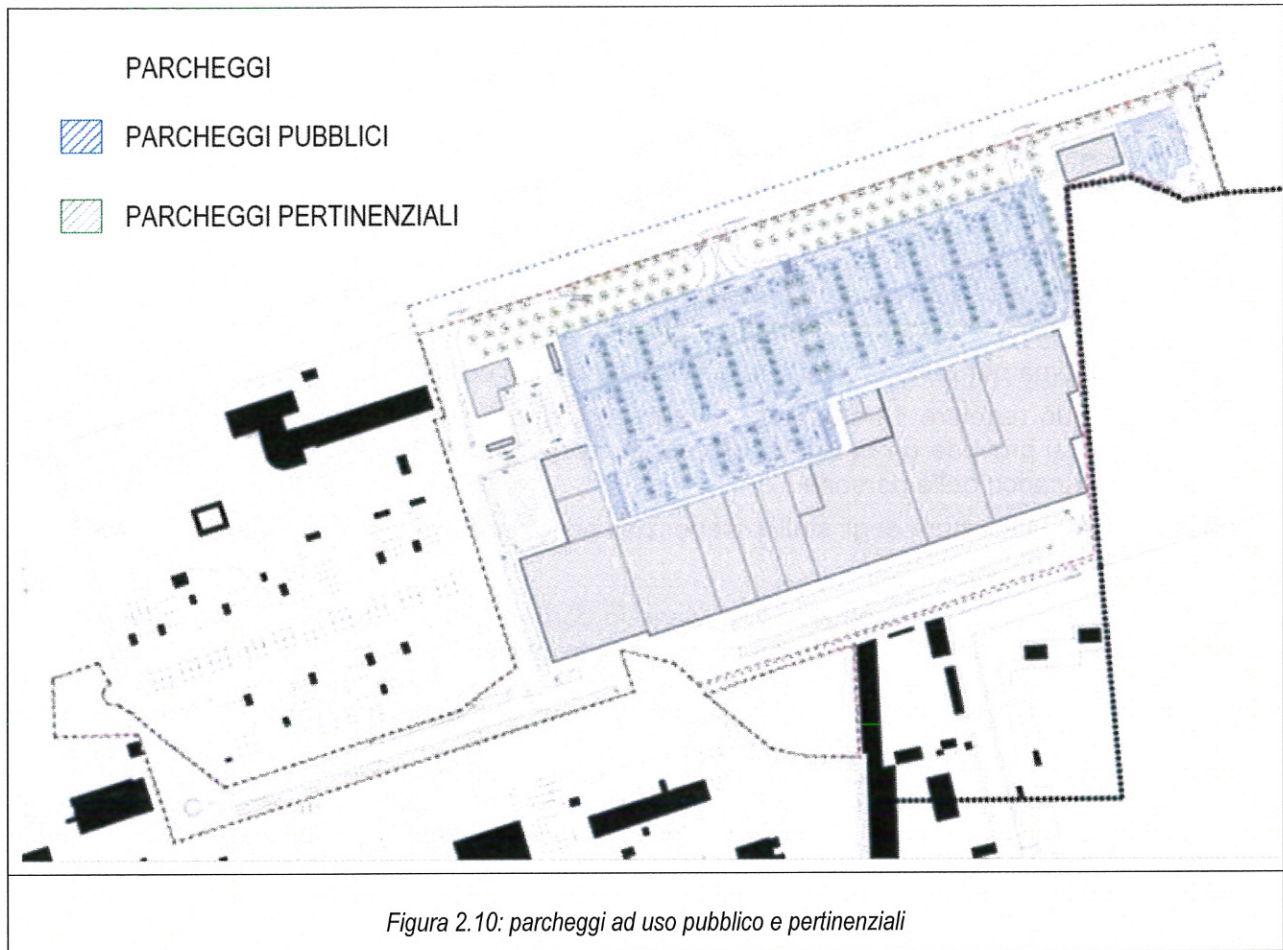 PARCHEGGI
PARCHEGGI PUBBLICI
PARCHEGGI PERTINENZIALI
Figura 2.10: parcheggi ad uso pubblico e pertinenziali